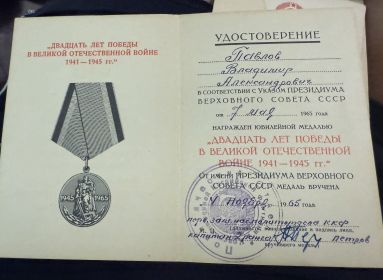 „ДВАДЦАТЬ ЛЕТ ПОБЕДЫ
В ВЕЛИКОЙ ОТЕЧЕСТВЕННОЙ ВОЙНЕ
1941—1945 гг."
1945 1965
УДОСТОВЕРЕНИЕ
Павлов
Владимир
Александрович
В СООТВЕТСТВИИ С УКАЗОМ ПРЕЗИДИУМА
ВЕРХОВНОГО СОВЕТА СССР
от 7 мая 1965 года
НАГРАЖДЕН ЮБИЛЕЙНОЙ МЕДАЛЬЮ
„ДВАДЦАТЬ ЛЕТ ПОБЕДЫ
В ВЕЛИКОЙ ОТЕЧЕСТВЕННОЙ
ВОЙНЕ 1941—1945 гг."
От имени ПРЕЗИДИУМА ВЕРХОВНОГО
СОВЕТА СССР МЕДАЛЬ ВРУЧЕНА
1965 года
капитан Петров